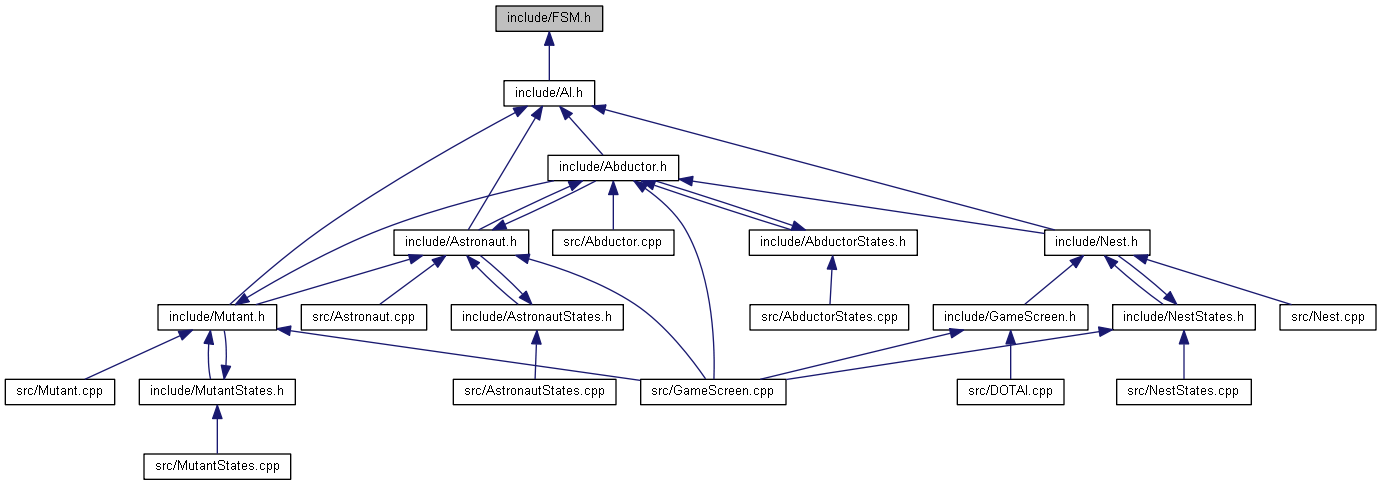 include/FSM.h
include/AI.h
include/Abductor.h
include/Astronaut.h
src/Abductor.cpp
include/AbductorStates.h
include/Nest.h
include/Mutant.h
src/Astronaut.cpp
include/AstronautStates.h
src/AbductorStates.cpp
include/GameScreen.h
include/NestStates.h
src/Nest.cpp
src/Mutant.cpp
include/MutantStates.h
src/AstronautStates.cpp
src/GameScreen.cpp
src/DOTAI.cpp
src/NestStates.cpp
src/MutantStates.cpp